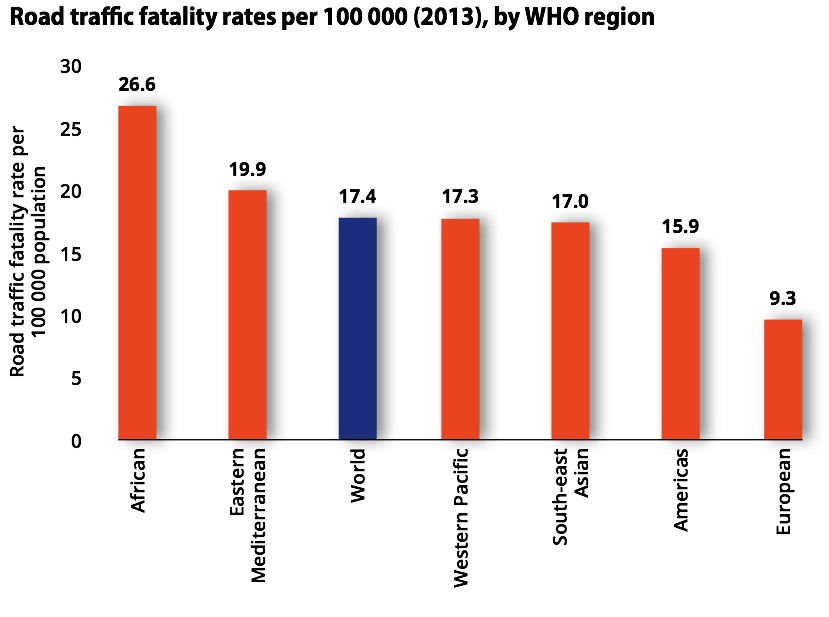 Road traffic fatality rates per 100 000 (2013), by WHO region
Road traffic fatality rate per
100 000 population
30
25
20
15
10
5
0
26.6
19.9
17.4
17.3
17.0
15.9
9.3
African
Eastern
Mediterranean
World
Western Pacific
South-east
Asian
Americas
European